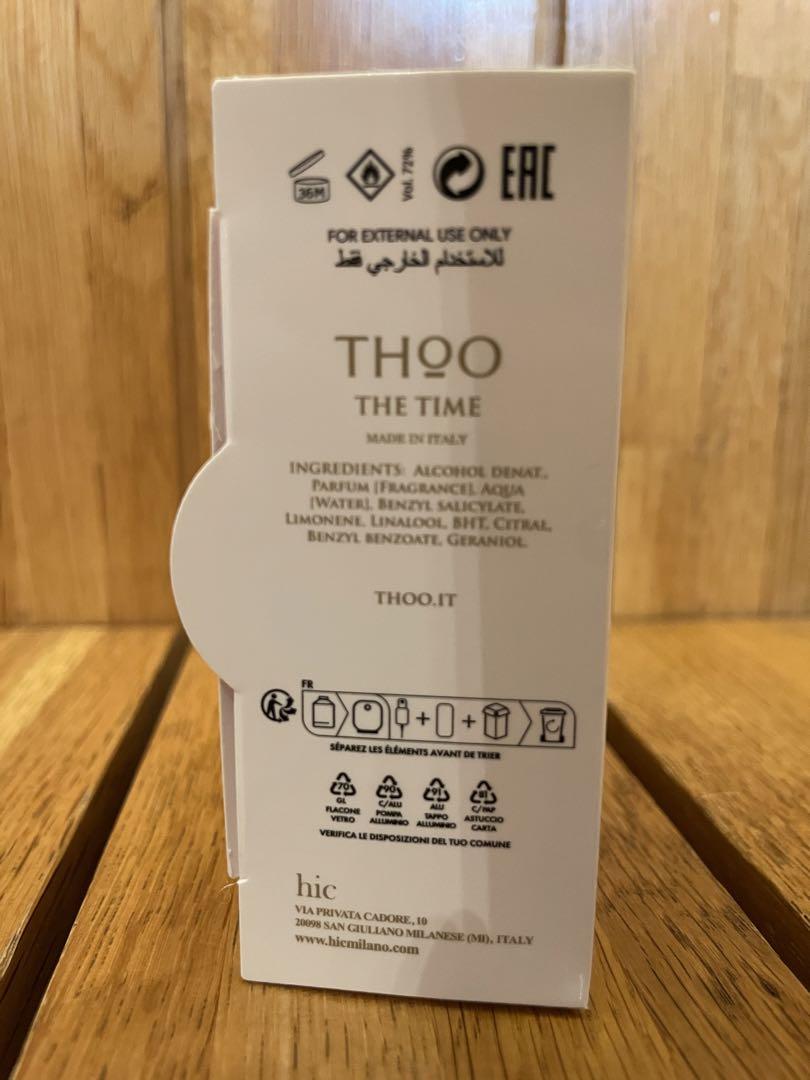 36M
Vol. 72%
EAC
FOR EXTERNAL USE ONLY
للاستخدام الخارجي فقط
THoO
THE TIME
MADE IN ITALY
INGREDIENTS: ALCOHOL DENAT.,
PARFUM [FRAGRANCE], AQUA
[WATER], BENZYL SALICYLATE,
LIMONENE, LINALOOL, BHT, CITRAL,
BENZYL BENZOATE, GERANIOL.
THOO.IT
FR
SÉPAREZ LES ÉLÉMENTS AVANT DE TRIER
70 90 91 81
GL C/ALU ALU C/PAP
FLACONE POMPA TAPPO ASTUCCIO
VETRO ALLUMINIO ALLUMINIO CARTA
VERIFICA LE DISPOSIZIONI DEL TUO COMUNE
hic
VIA PRIVATA CADORE, 10
20098 SAN GIULIANO MILANESE (MI), ITALY
www.hicmilano.com